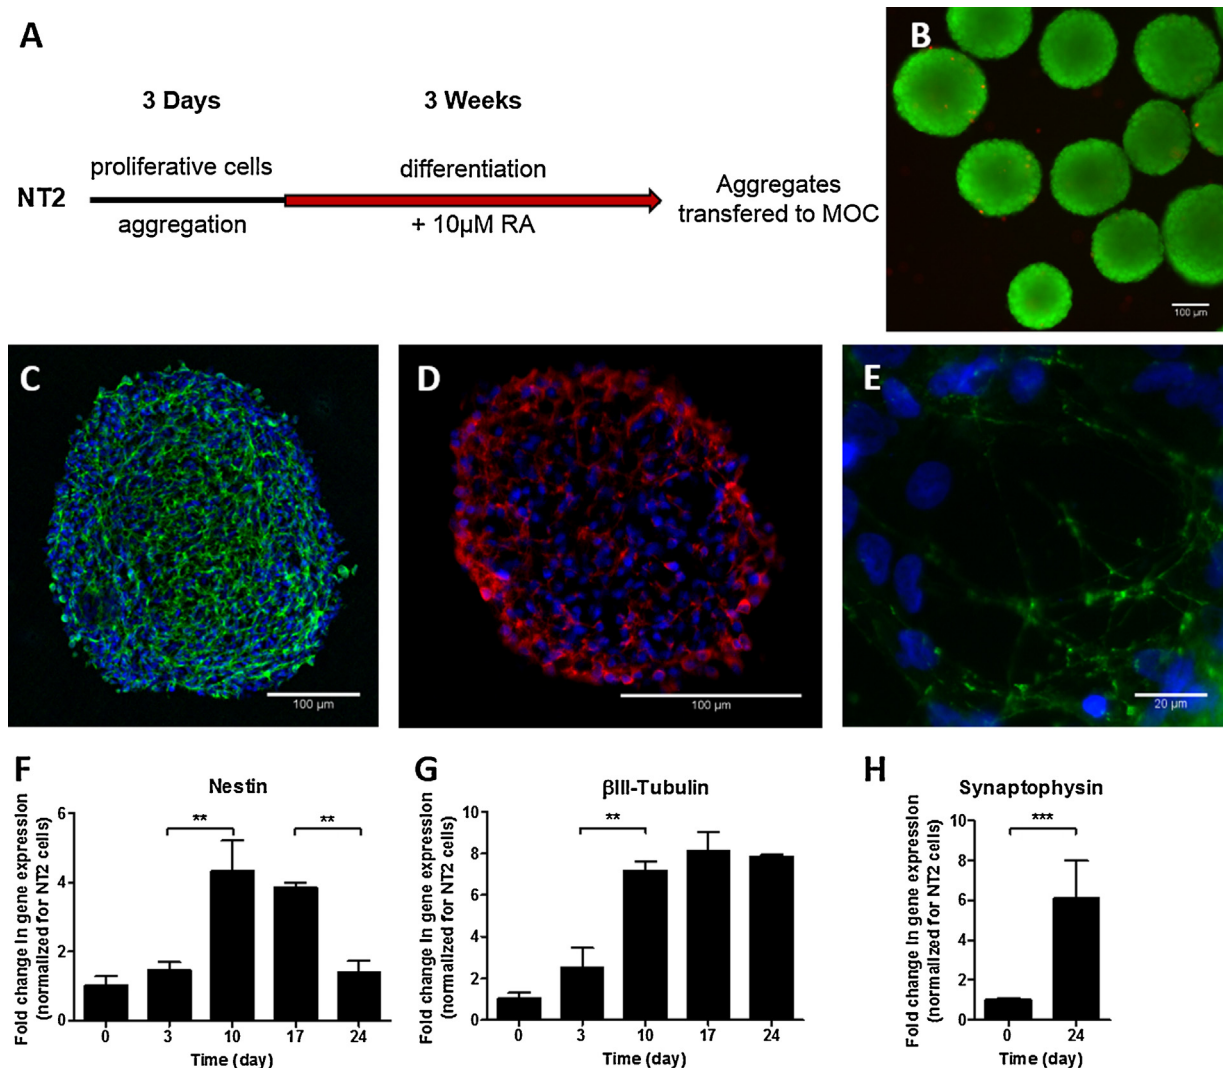 A
3 Days
3 Weeks
proliferative cells
differentiation
NT2
aggregation
+ 10µM RA
Aggregates
transfered to MOC
B
100 µm
C
100 µm
D
100 µm
E
20 µm
F
Nestin
Fold change In gene expression
(normalized for NT2 cells)
6
4
2
0
**
**
0 3 10 17 24
Time (day)
G
βIII-Tubulin
Fold change In gene expression
(normalized for NT2 cells)
10
8
6
4
2
0
**
0 3 10 17 24
Time (day)
H
Synaptophysin
Fold change In gene expression
(normalized for NT2 cells)
10
8
6
4
2
0
***
0 24
Time (day)